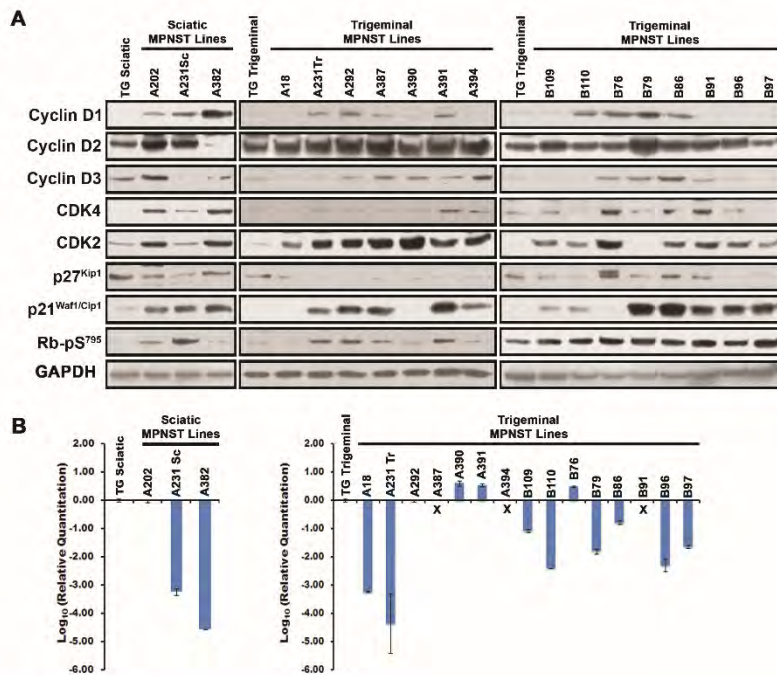 A
Sciatic
MPNST Lines
Trigeminal
MPNST Lines
Trigeminal
MPNST Lines
TG Sciatic
A202
A231Sc
A382
TG Trigeminal
A18
A231Tr
A292
A387
A390
A391
A394
TG Trigeminal
B109
B110
B76
B79
B86
B91
B96
B97
Cyclin D1
Cyclin D2
Cyclin D3
CDK4
CDK2
p27Kip1
p21Waf1/Cip1
Rb-pS795
GAPDH
B
Sciatic
MPNST Lines
TG Sciatic
A202
A231 Sc
A382
Log10 (Relative Quantitation)
2.00
1.00
0.00
-1.00
-2.00
-3.00
-4.00
-5.00
-6.00
Trigeminal
MPNST Lines
TG Trigeminal
A18
A231 Tr
A292
A387
A390
A391
A394
B109
B110
B76
B79
B86
B91
B96
B97
X
X
X
Log10 (Relative Quantitation)
2.00
1.00
0.00
-1.00
-2.00
-3.00
-4.00
-5.00
-6.00